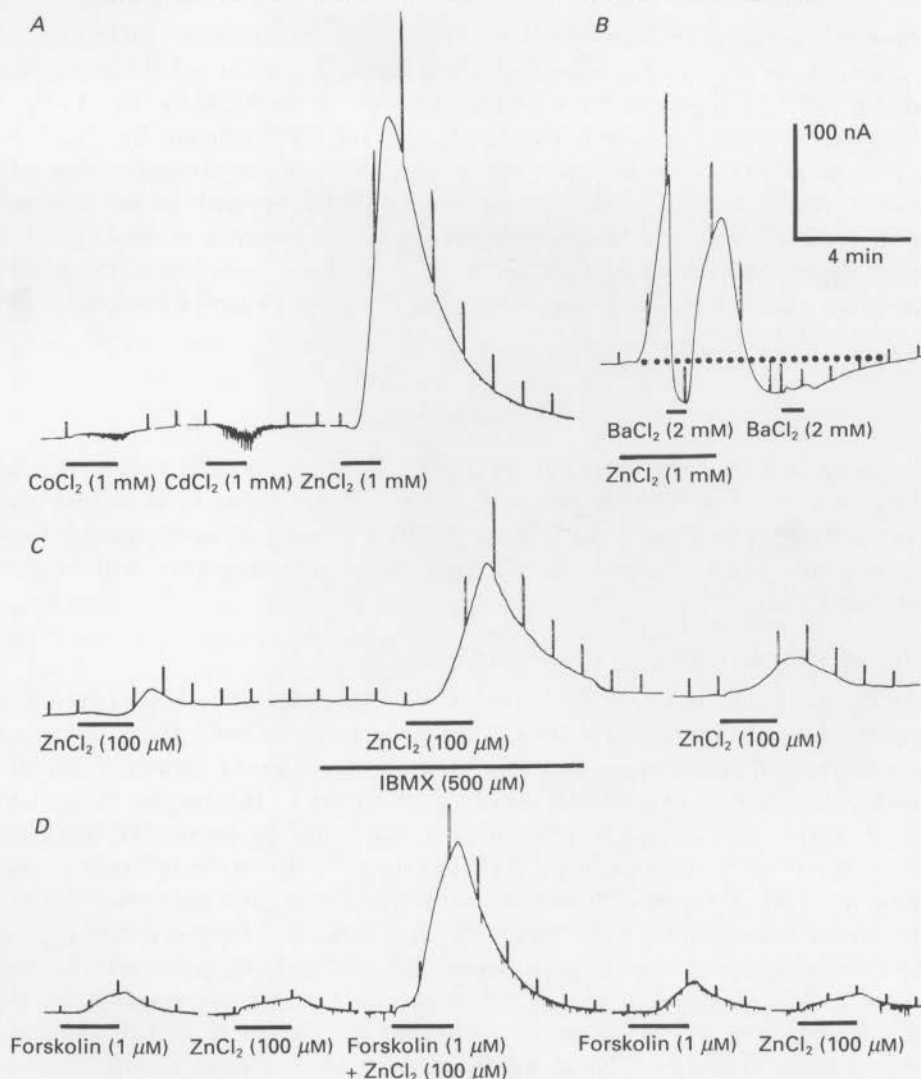 A
B
100 nA
4 min
CoCl₂ (1 mM) CdCl₂ (1 mM) ZnCl₂ (1 mM)
BaCl₂ (2 mM) BaCl₂ (2 mM)
ZnCl₂ (1 mM)
C
ZnCl₂ (100 μM) ZnCl₂ (100 μM) ZnCl₂ (100 μM)
IBMX (500 μM)
D
Forskolin (1 μM) ZnCl₂ (100 μM) Forskolin (1 μM) Forskolin (1 μM) ZnCl₂ (100 μM)
+ ZnCl₂ (100 μM)